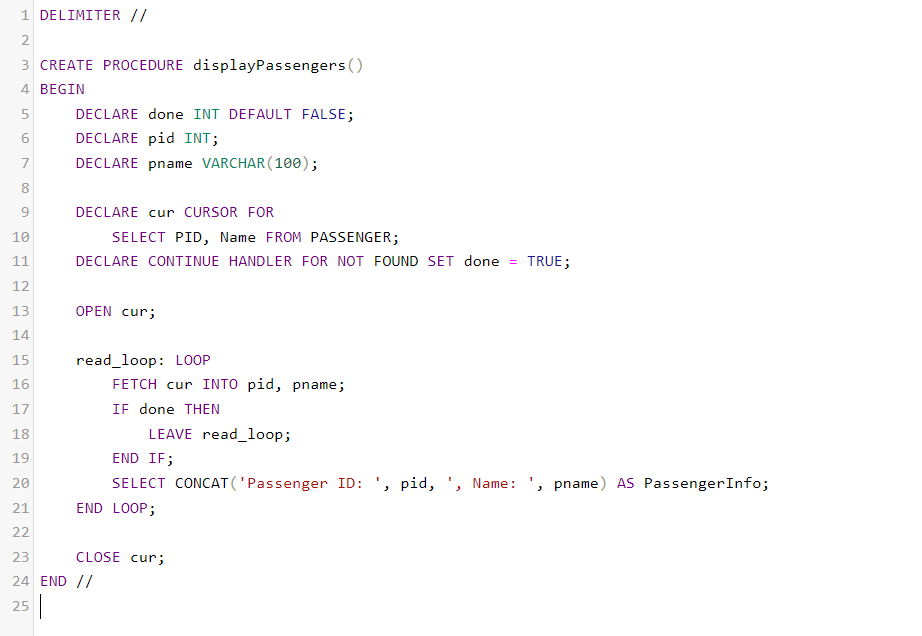 1 DELIMITER //
2
3 CREATE PROCEDURE displayPassengers()
4 BEGIN
5     DECLARE done INT DEFAULT FALSE;
6     DECLARE pid INT;
7     DECLARE pname VARCHAR(100);
8
9     DECLARE cur CURSOR FOR
10         SELECT PID, Name FROM PASSENGER;
11     DECLARE CONTINUE HANDLER FOR NOT FOUND SET done = TRUE;
12
13     OPEN cur;
14
15     read_loop: LOOP
16         FETCH cur INTO pid, pname;
17         IF done THEN
18             LEAVE read_loop;
19         END IF;
20         SELECT CONCAT('Passenger ID: ', pid, ', Name: ', pname) AS PassengerInfo;
21     END LOOP;
22
23     CLOSE cur;
24 END //
25